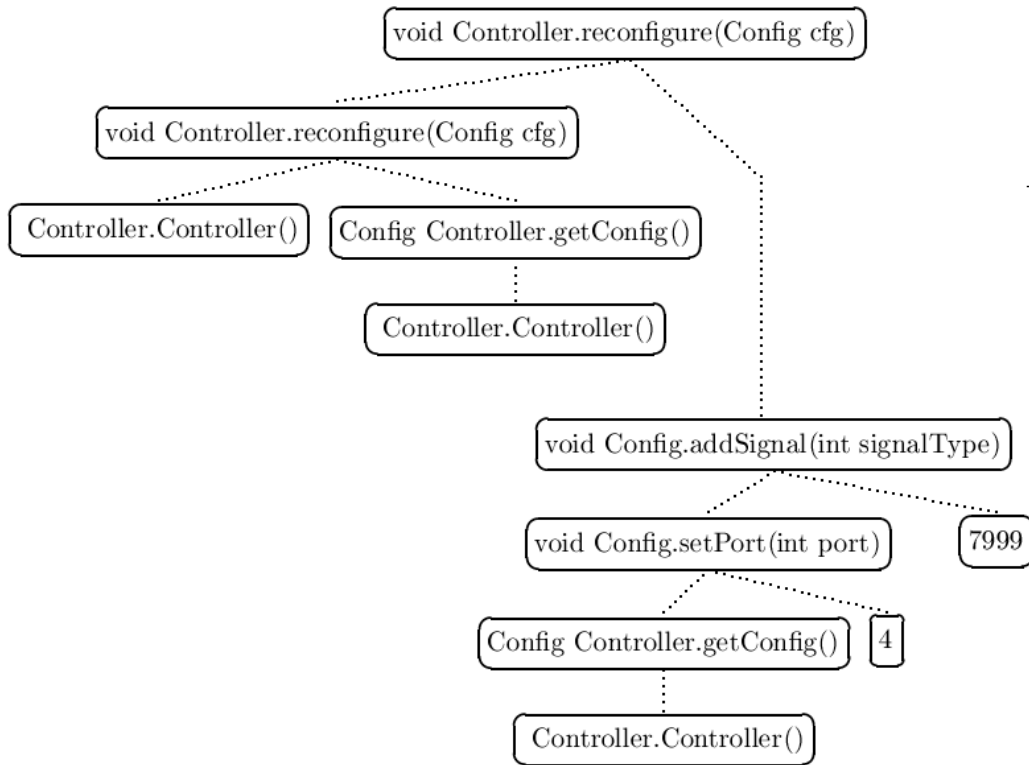 void Controller.reconfigure(Config cfg)
void Controller.reconfigure(Config cfg)
Controller.Controller()
Config Controller.getConfig()
Controller.Controller()
void Config.addSignal(int signalType)
void Config.setPort(int port)
7999
Config Controller.getConfig()
4
Controller.Controller()